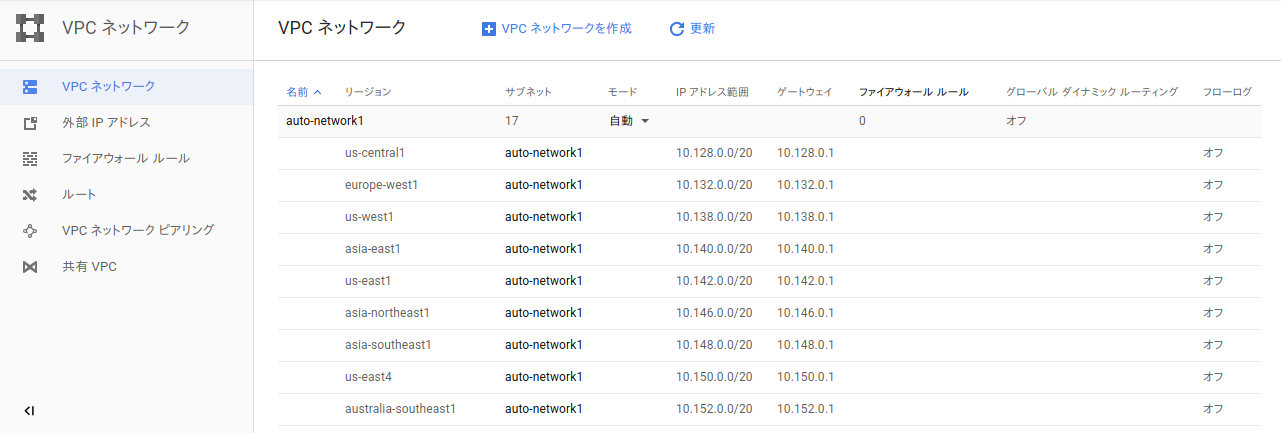 VPC ネットワーク
VPC ネットワーク VPC ネットワークを作成 更新
VPC ネットワーク
外部 IP アドレス
ファイアウォール ルール
ルート
VPC ネットワーク ピアリング
共有 VPC
名前 リージョン サブネット モード IP アドレス範囲 ゲートウェイ ファイアウォール ルール グローバル ダイナミック ルーティング フローログ
auto-network1 17 自動 0 オフ
us-central1 auto-network1 10.128.0.0/20 10.128.0.1 オフ
europe-west1 auto-network1 10.132.0.0/20 10.132.0.1 オフ
us-west1 auto-network1 10.138.0.0/20 10.138.0.1 オフ
asia-east1 auto-network1 10.140.0.0/20 10.140.0.1 オフ
us-east1 auto-network1 10.142.0.0/20 10.142.0.1 オフ
asia-northeast1 auto-network1 10.146.0.0/20 10.146.0.1 オフ
asia-southeast1 auto-network1 10.148.0.0/20 10.148.0.1 オフ
us-east4 auto-network1 10.150.0.0/20 10.150.0.1 オフ
australia-southeast1 auto-network1 10.152.0.0/20 10.152.0.1 オフ